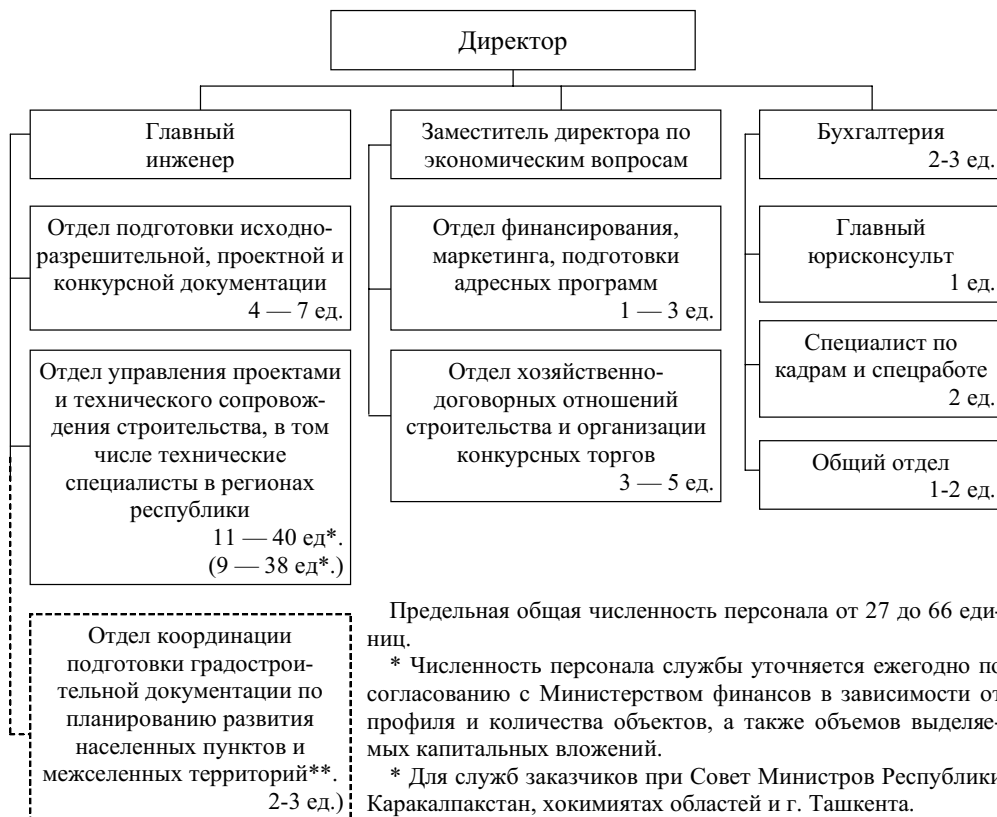 Директор
Главный
инженер
Заместитель директора по
экономическим вопросам
Бухгалтерия
2-3 ед.
Отдел подготовки исходно-
разрешительной, проектной и
конкурсной документации
4 — 7 ед.
Отдел финансирования,
маркетинга, подготовки
адресных программ
1 — 3 ед.
Главный
юрисконсульт
1 ед.
Специалист по
кадрам и спецработе
2 ед.
Отдел управления проектами
и технического сопровож-
дения строительства, в том
числе технические
специалисты в регионах
республики
11 — 40 ед*.
(9 — 38 ед*.)
Отдел хозяйственно-
договорных отношений
строительства и организации
конкурсных торгов
3 — 5 ед.
Общий отдел
1-2 ед.
Отдел координации
подготовки градострои-
тельной документации по
планированию развития
населенных пунктов и
межселенных территорий**.
2-3 ед.)
Предельная общая численность персонала от 27 до 66 еди-
ниц.
* Численность персонала службы уточняется ежегодно по
согласованию с Министерством финансов в зависимости от
профиля и количества объектов, а также объемов выделяе-
мых капитальных вложений.
* Для служб заказчиков при Совет Министров Республики
Каракалпакстан, хокимиятах областей и г. Ташкента.